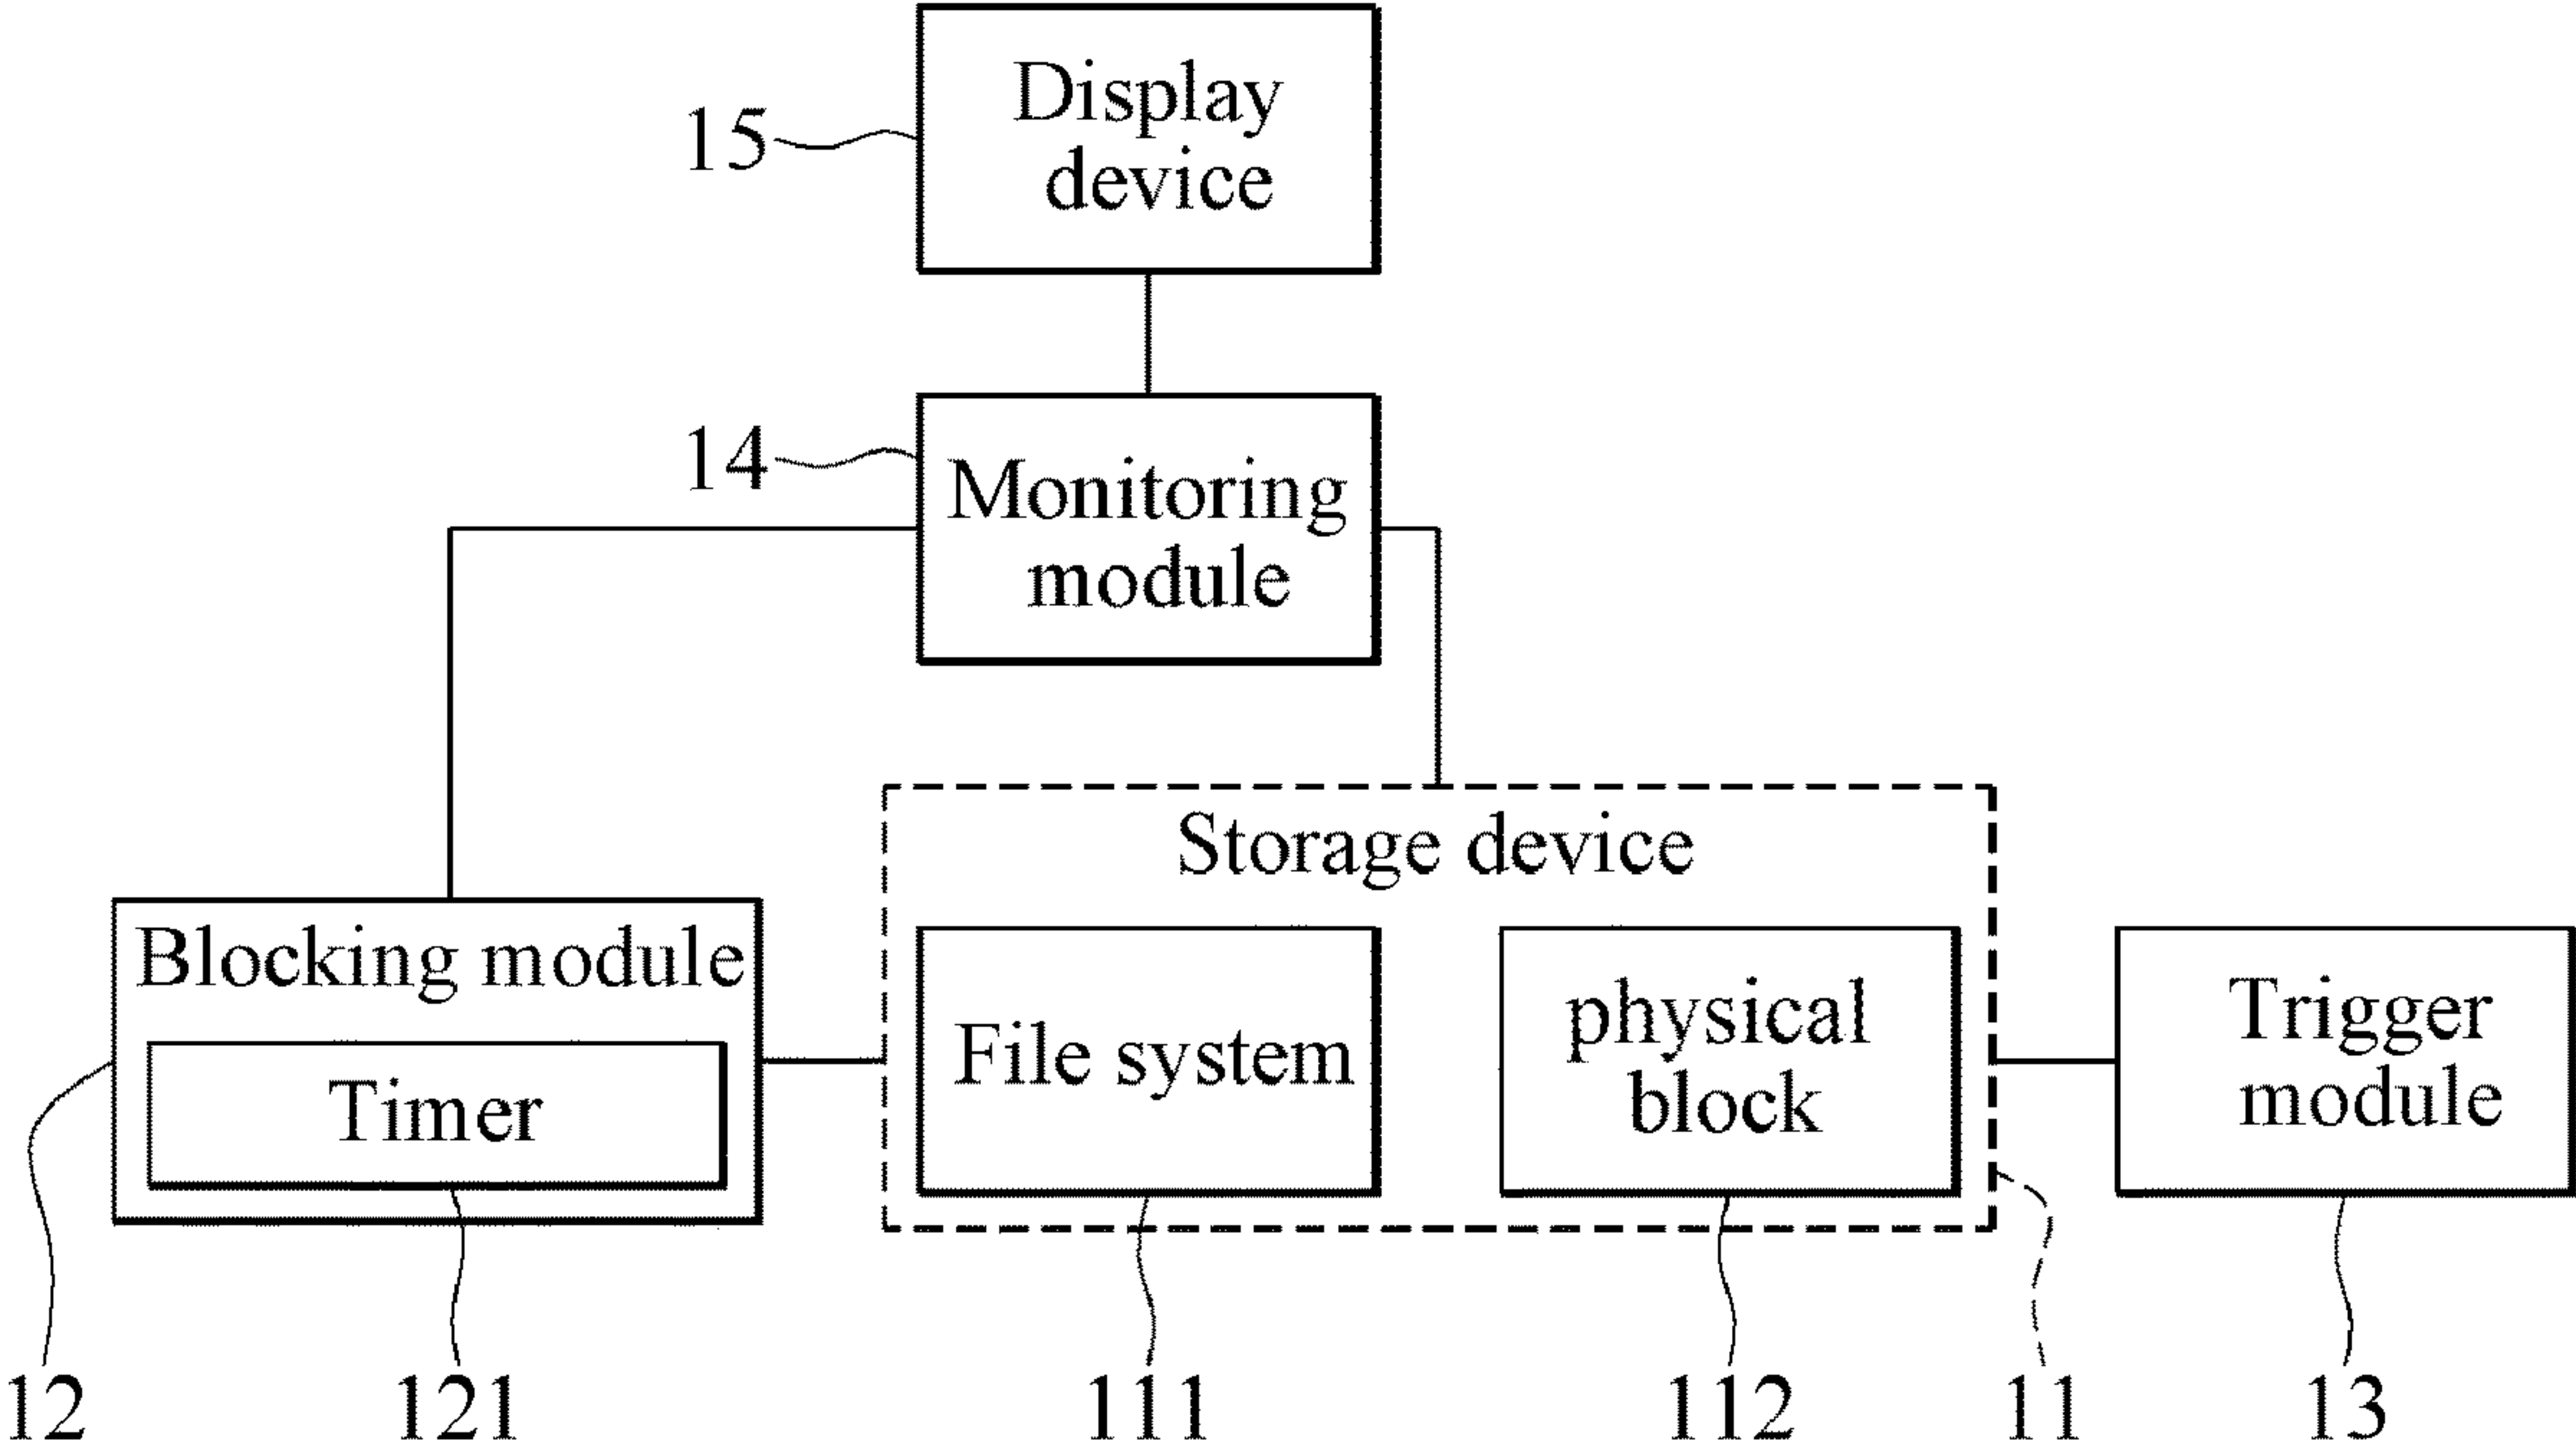 Display
device
15
14
Monitoring
module
Storage device
Blocking module
Timer
File system
physical
block
Trigger
module
12
121
111
112
11
13